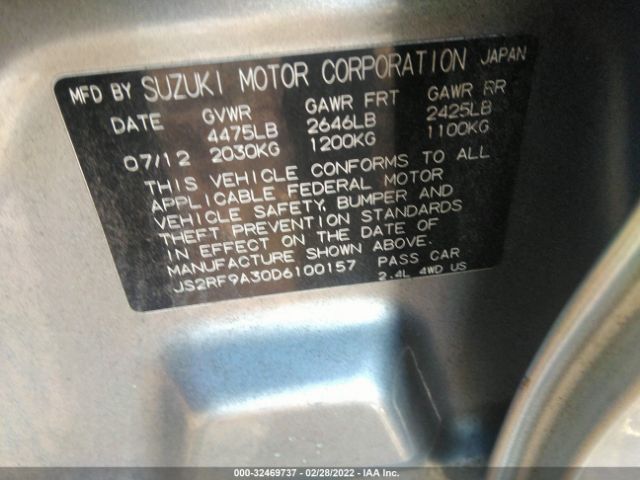 MFD BY SUZUKI MOTOR CORPORATION JAPAN
DATE GVWR GAWR FRT GAWR RR
4475LB 2646LB 2425LB
07/12 2030KG 1200KG 1100KG
THIS VEHICLE CONFORMS TO ALL
APPLICABLE FEDERAL MOTOR
VEHICLE SAFETY, BUMPER AND
THEFT PREVENTION STANDARDS
IN EFFECT ON THE DATE OF
MANUFACTURE SHOWN ABOVE.
JS2RF9A30D6100157 PASS CAR
2.4L 4WD US
000-32469737 - 02/28/2022 - IAA Inc.